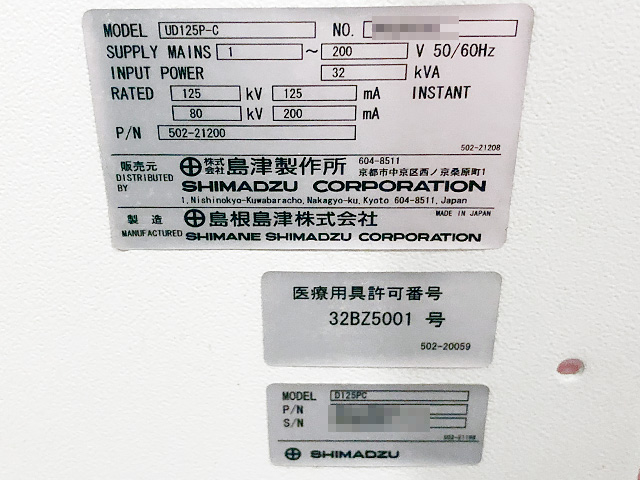 MODEL UD125P-C NO.
SUPPLY MAINS 1 ~ 200 V 50/60Hz
INPUT POWER 32 kVA
RATED 125 kV 125 mA INSTANT
80 kV 200 mA
P/N 502-21200
502-21208
販売元 株式会社 島津製作所 604-8511
京都市中京区西ノ京桑原町1
DISTRIBUTED BY SHIMADZU CORPORATION
1, Nishinokyo-Kuwabaracho, Nakagyo-ku, Kyoto 604-8511, Japan
製造 島根島津株式会社 MADE IN JAPAN
MANUFACTURED SHIMANE SHIMADZU CORPORATION
医療用具許可番号
32BZ5001 号
502-20059
MODEL D125PC
P/N
S/N
SHIMADZU